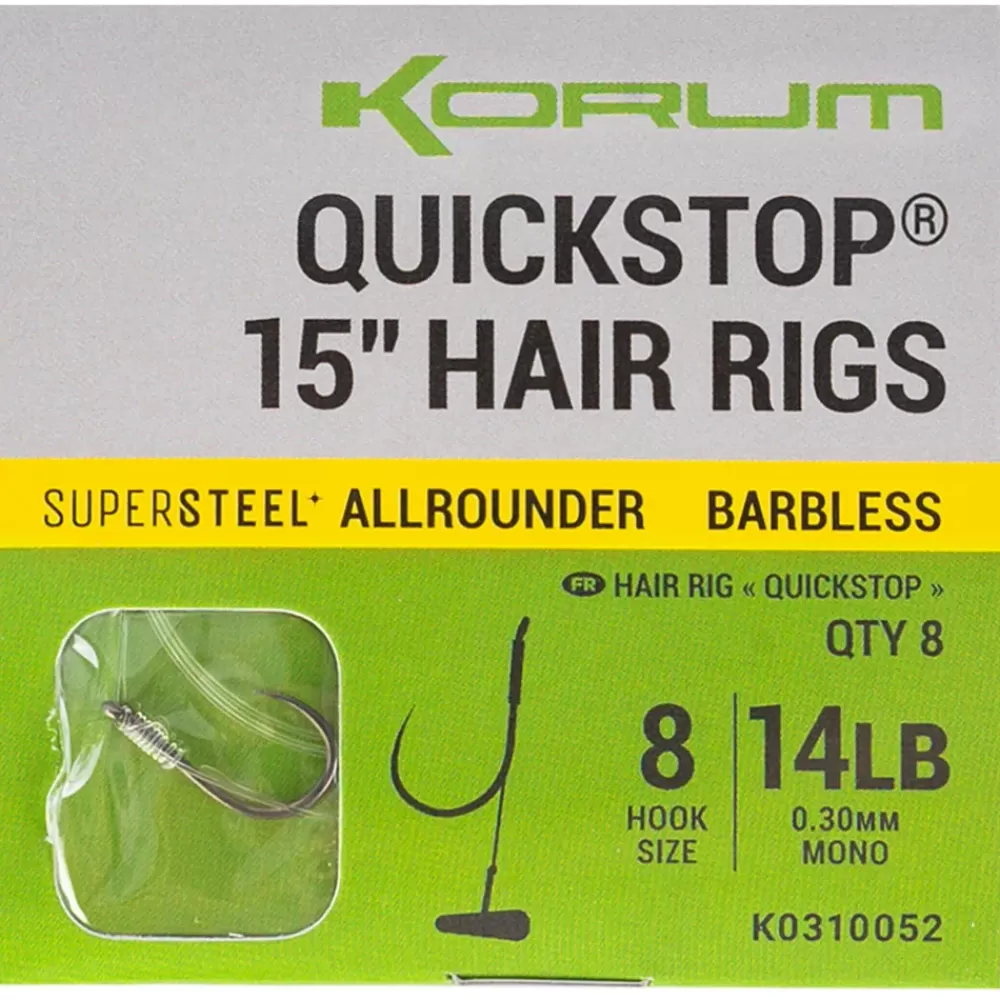 KORUM
QUICKSTOP®
15" HAIR RIGS
SUPERSTEEL ALLROUNDER BARBLESS
FR HAIR RIG « QUICKSTOP »
QTY 8
8 14LB
HOOK 0.30MM
SIZE MONO
K0310052